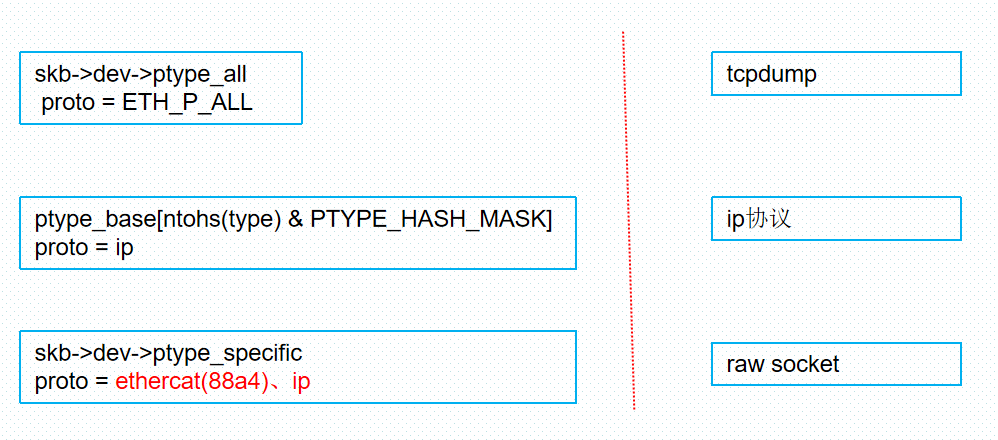 skb->dev->ptype_all
proto = ETH_P_ALL
tcpdump
ptype_base[ntohs(type) & PTYPE_HASH_MASK]
proto = ip
ip协议
skb->dev->ptype_specific
proto = ethercat(88a4)、ip
raw socket